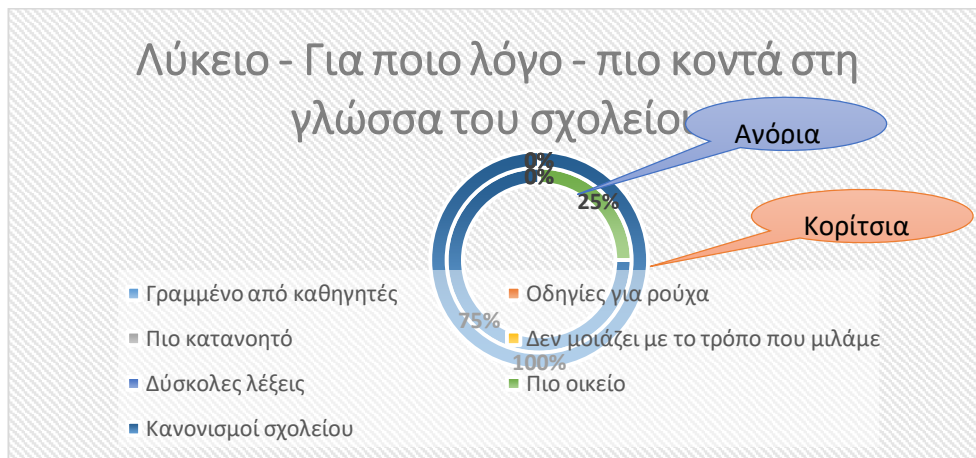 Λύκειο - Για ποιο λόγο - πιο κοντά στη
γλώσσα του σχολείου
Αγόρια
0%
0%
25%
Κορίτσια
Γραμμένο από καθηγητές
Οδηγίες για ρούχα
75%
Πιο κατανοητό
Δεν μοιάζει με το τρόπο που μιλάμε
100%
Δύσκολες λέξεις
Πιο οικείο
Κανονισμοί σχολείου